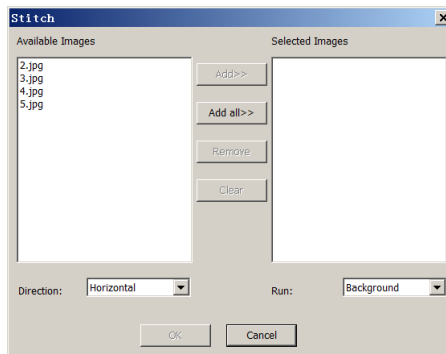 Stitch
Available Images
Selected Images
2.jpg
3.jpg
4.jpg
5.jpg
Add>>
Add all>>
Remove
Clear
Direction:
Horizontal
Run:
Background
OK
Cancel